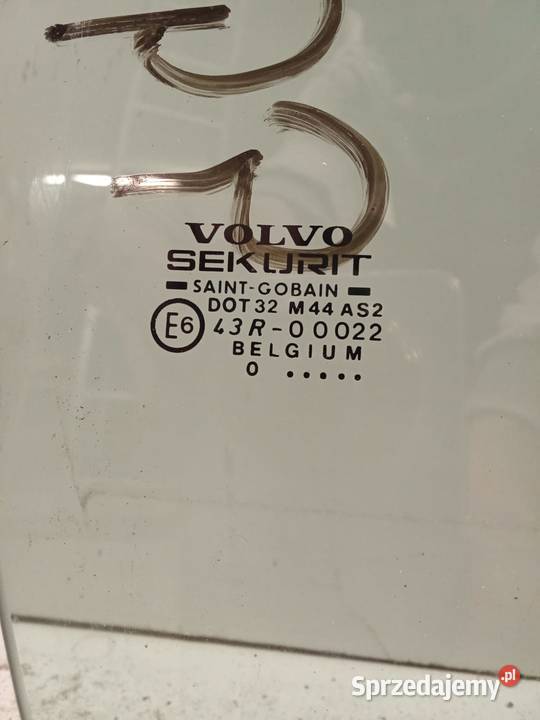 VOLVO
SEKURIT
SAINT-GOBAIN
DOT 32 M44 AS2
E6 43R-00022
BELGIUM
0 .....
Sprzedajemy.pl